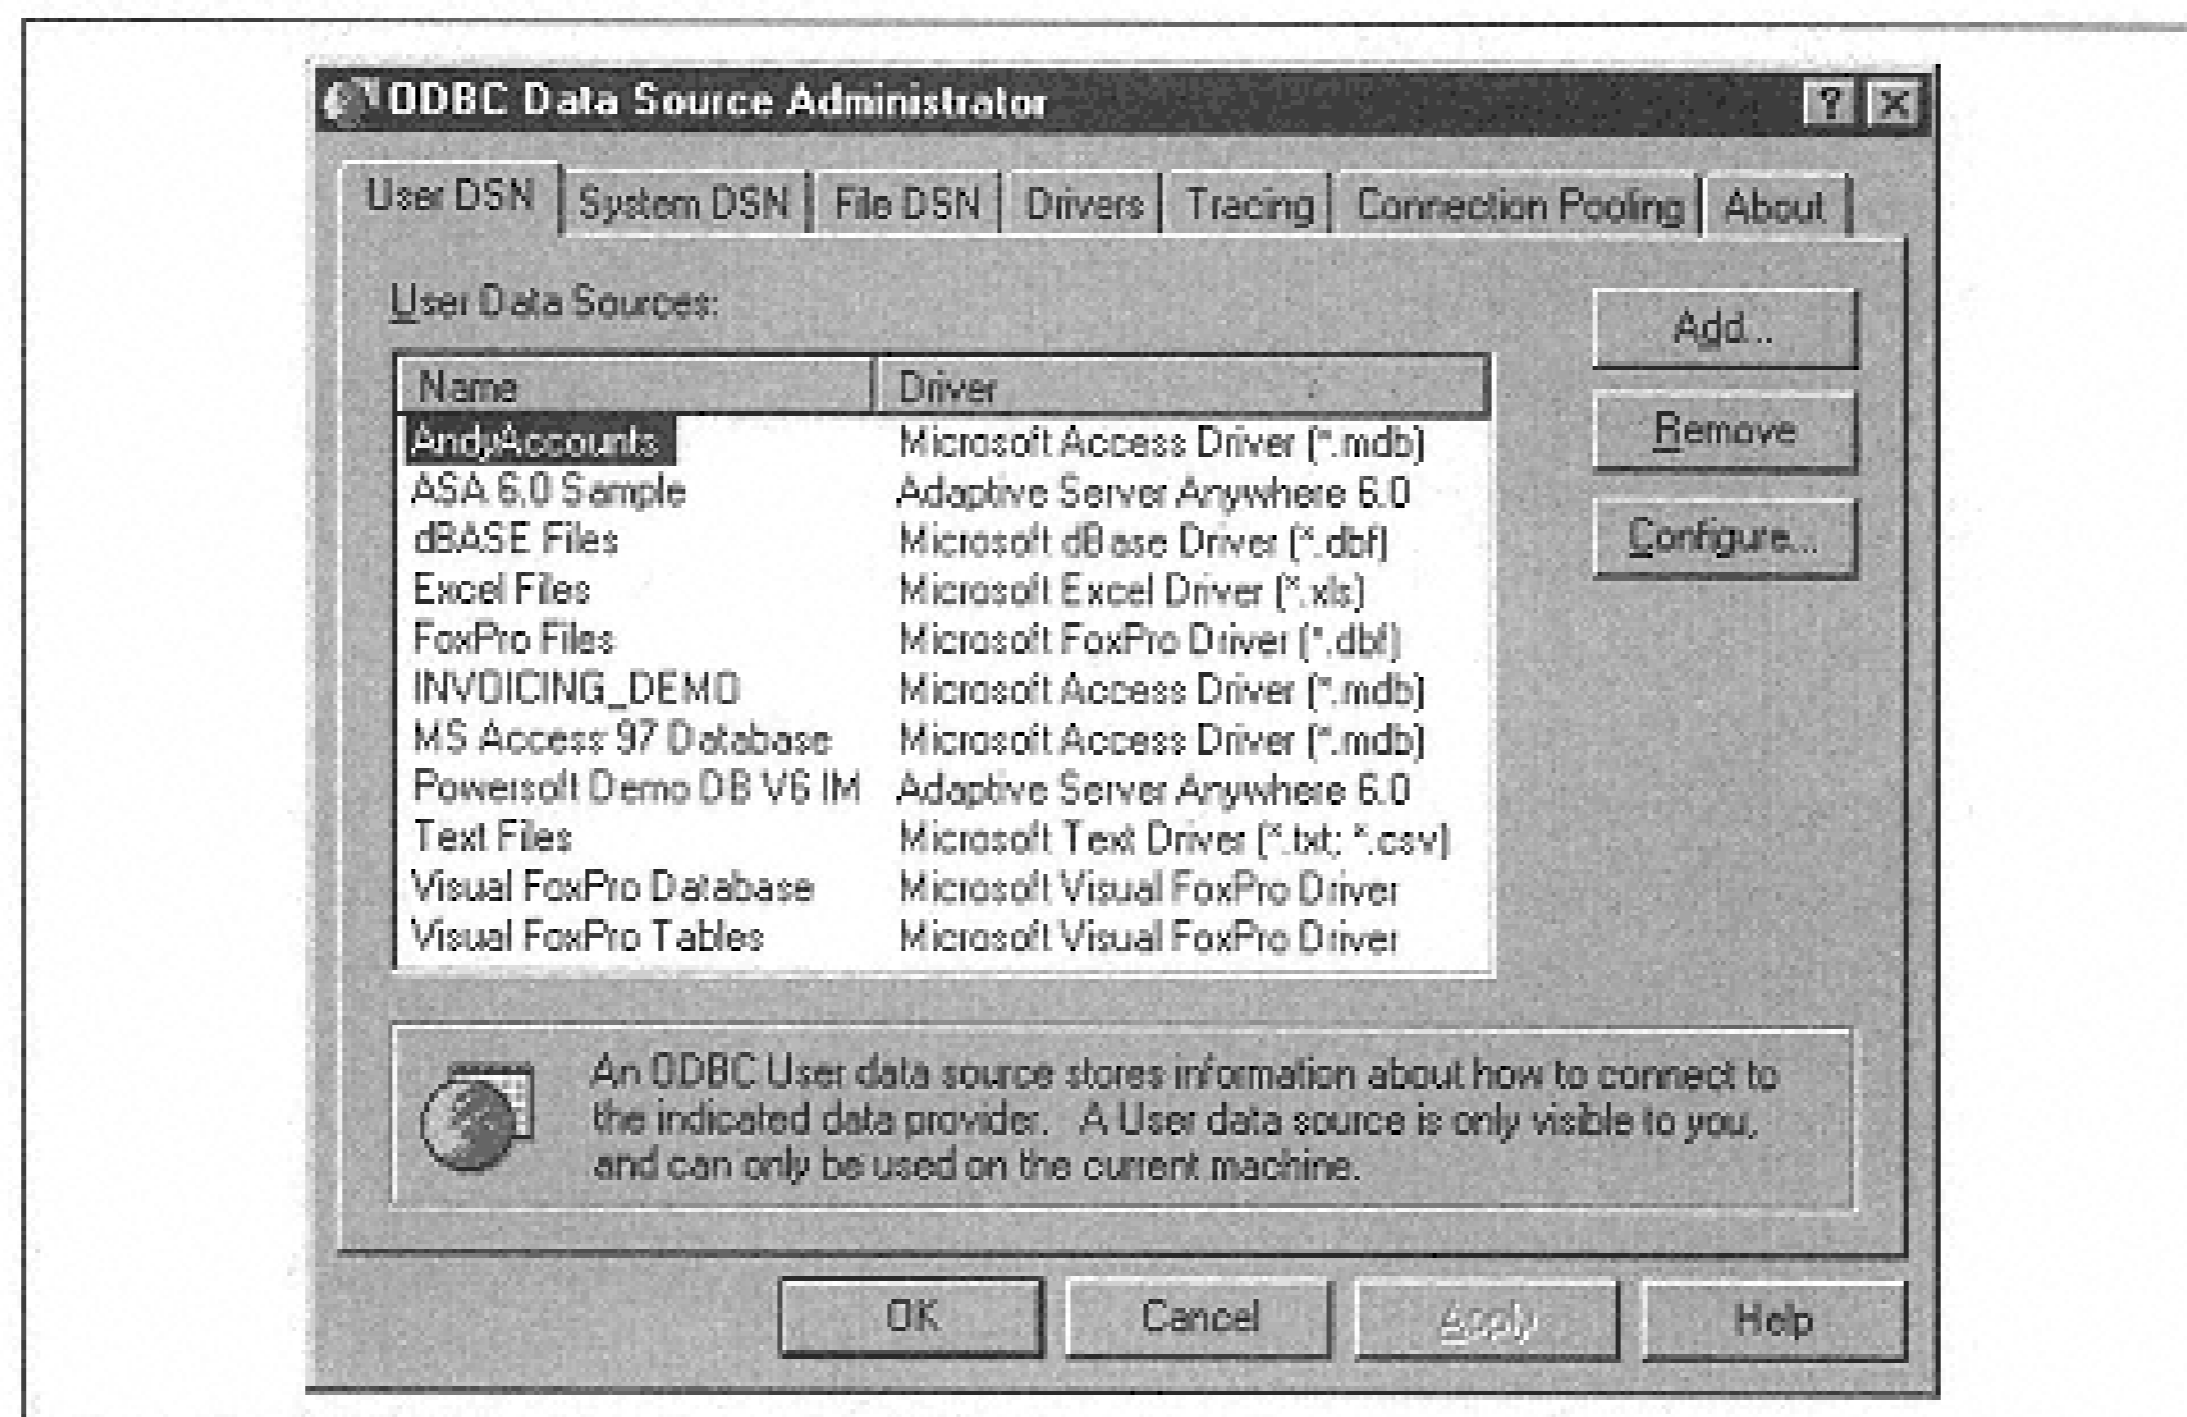 ODBC Data Source Administrator
User DSN System DSN File DSN Drivers Tracing Connection Pooling About
User Data Sources:
Add...
Remove
Configure...
Name Driver
AndyAccounts Microsoft Access Driver (*.mdb)
ASA 6.0 Sample Adaptive Server Anywhere 6.0
dBASE Files Microsoft dBase Driver (*.dbf)
Excel Files Microsoft Excel Driver (*.xls)
FoxPro Files Microsoft FoxPro Driver (*.dbf)
INVOICING_DEMO Microsoft Access Driver (*.mdb)
MS Access 97 Database Microsoft Access Driver (*.mdb)
Powersoft Demo DB V6 IM Adaptive Server Anywhere 6.0
Text Files Microsoft Text Driver (*.txt; *.csv)
Visual FoxPro Database Microsoft Visual FoxPro Driver
Visual FoxPro Tables Microsoft Visual FoxPro Driver
An ODBC User data source stores information about how to connect to
the indicated data provider. A User data source is only visible to you,
and can only be used on the current machine.
OK Cancel Apply Help